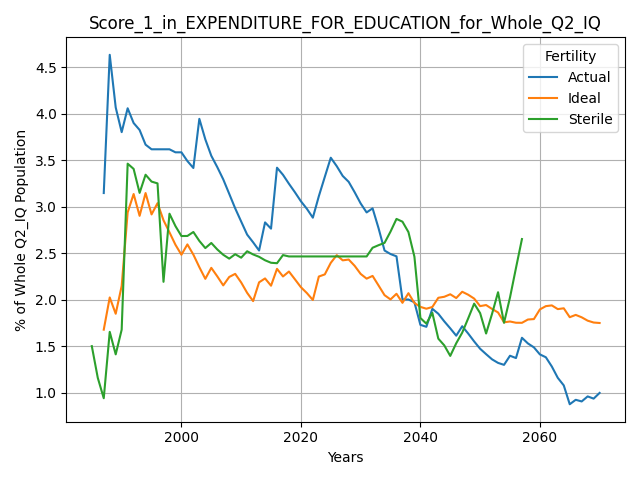 Score_1_in_EXPENDITURE_FOR_EDUCATION_for_Whole_Q2_IQ
Fertility
Actual
Ideal
Sterile
% of Whole Q2_IQ Population
4.5
4.0
3.5
3.0
2.5
2.0
1.5
1.0
2000
2020
2040
2060
Years